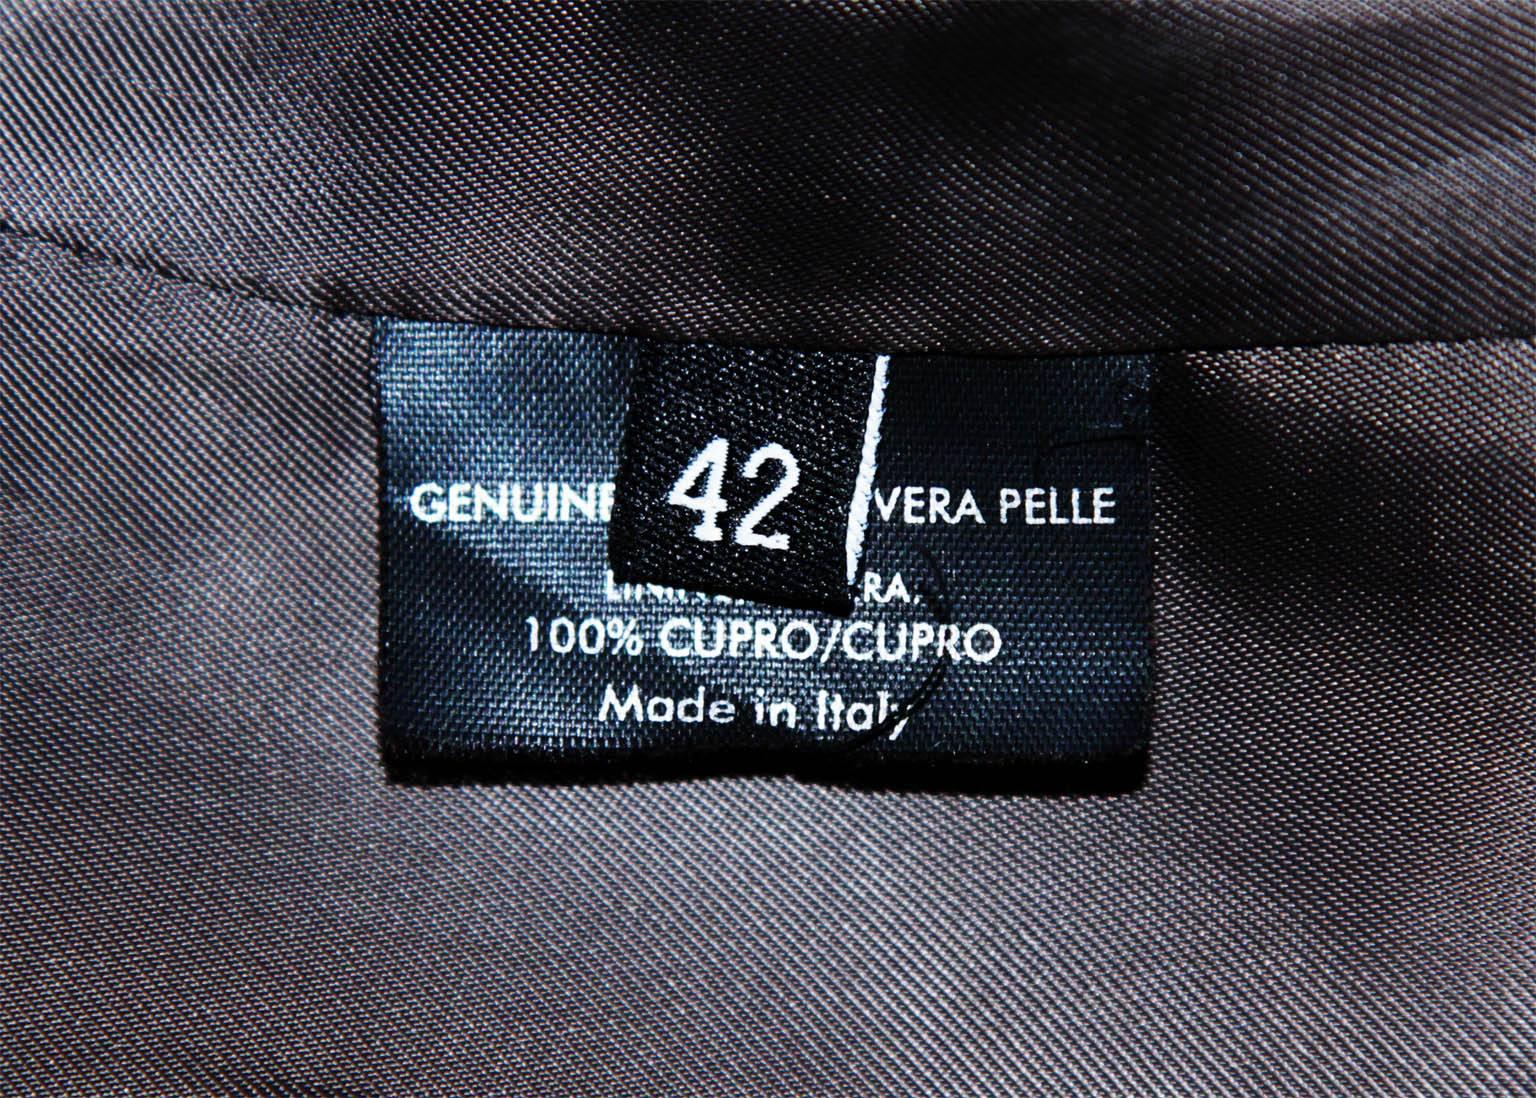 42
GENUINE VERA PELLE
100% CUPRO/CUPRO
Made in Italy